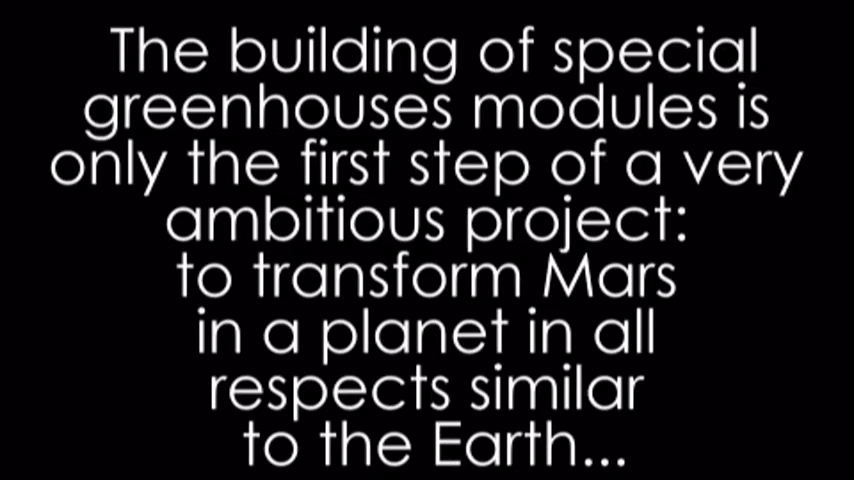 The building of special
greenhouses modules is
only the first step of a very
ambitious project:
to transform Mars
in a planet in all
respects similar
to the Earth...